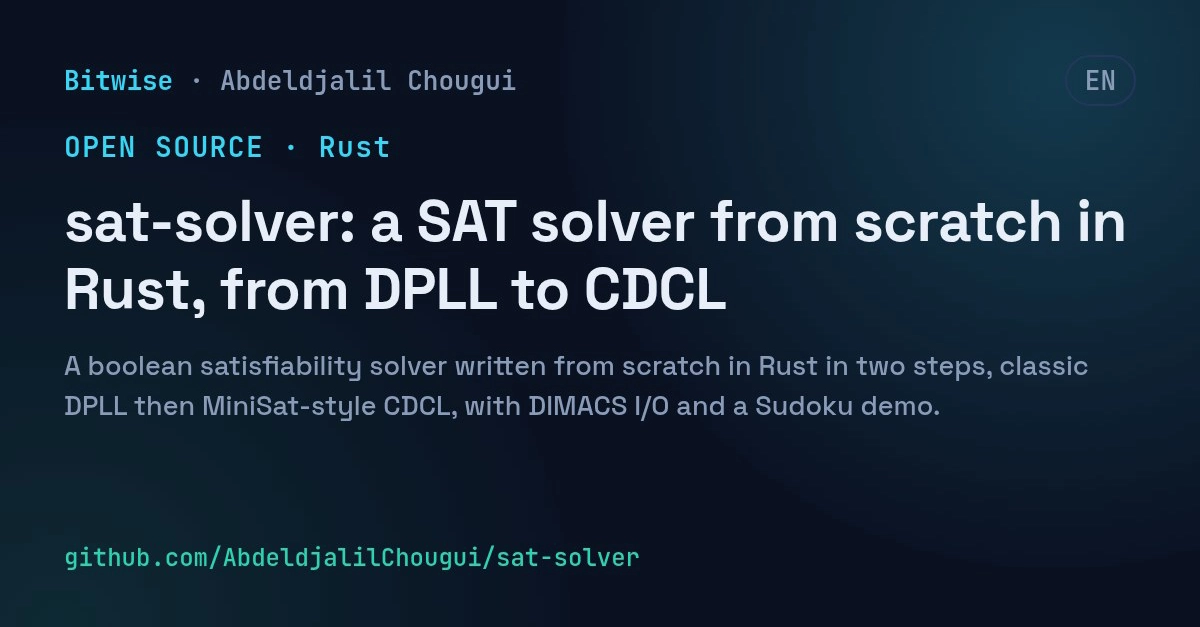 Bitwise · Abdeldjalil Chougui
EN
OPEN SOURCE · Rust
sat-solver: a SAT solver from scratch in
Rust, from DPLL to CDCL
A boolean satisfiability solver written from scratch in Rust in two steps, classic
DPLL then MiniSat-style CDCL, with DIMACS I/O and a Sudoku demo.
github.com/AbdeldjalilChougui/sat-solver